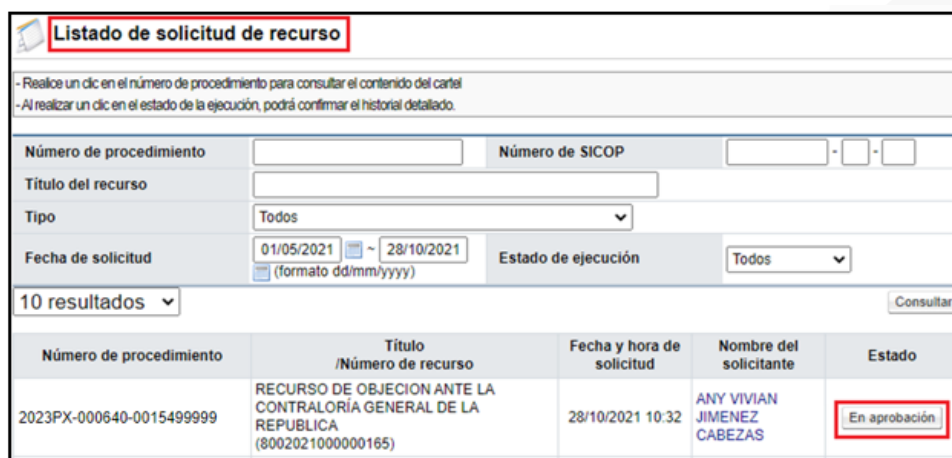 Listado de solicitud de recurso
- Realice un clic en el número de procedimiento para consultar el contenido del cartel
- Al realizar un clic en el estado de la ejecución, podrá confirmar el historial detallado.
Número de procedimiento Número de SICOP - -
Título del recurso
Tipo Todos
Fecha de solicitud 01/05/2021 ~ 28/10/2021 (formato dd/mm/yyyy) Estado de ejecución Todos
10 resultados Consultar
Número de procedimiento Título /Número de recurso Fecha y hora de solicitud Nombre del solicitante Estado
2023PX-000640-0015499999 RECURSO DE OBJECION ANTE LA CONTRALORÍA GENERAL DE LA REPUBLICA (8002021000000165) 28/10/2021 10:32 ANY VIVIAN JIMENEZ CABEZAS En aprobación